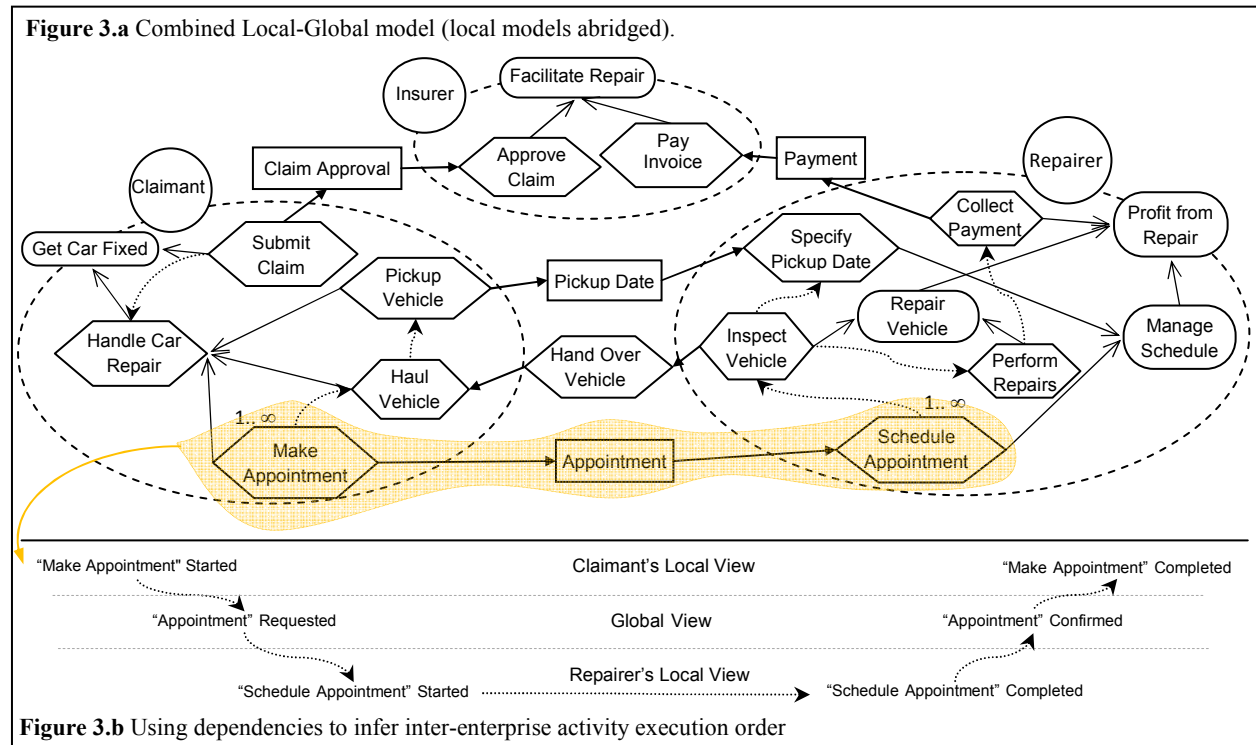 Figure 3.a Combined Local-Global model (local models abridged).
Facilitate Repair
Insurer
Approve
Claim
Pay
Invoice
Payment
Repairer
Claim Approval
Claimant
Collect
Payment
Profit from
Repair
Get Car Fixed
Submit
Claim
Specify
Pickup Date
Pickup
Vehicle
Pickup Date
Repair
Vehicle
Manage
Schedule
Handle Car
Repair
Inspect
Vehicle
Perform
Repairs
Haul
Vehicle
Hand Over
Vehicle
1.. ∞
1.. ∞
Make
Appointment
Appointment
Schedule
Appointment
“Make Appointment" Started
Claimant’s Local View
“Make Appointment” Completed
“Appointment” Requested
Global View
“Appointment” Confirmed
“Schedule Appointment” Started
Repairer’s Local View
“Schedule Appointment” Completed
Figure 3.b Using dependencies to infer inter-enterprise activity execution order